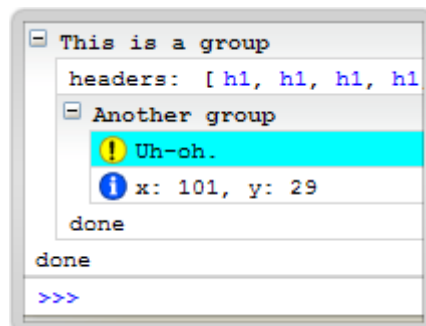 This is a group
headers: [ h1, h1, h1, h1,
Another group
! Uh-oh.
i x: 101, y: 29
done
done
>>>